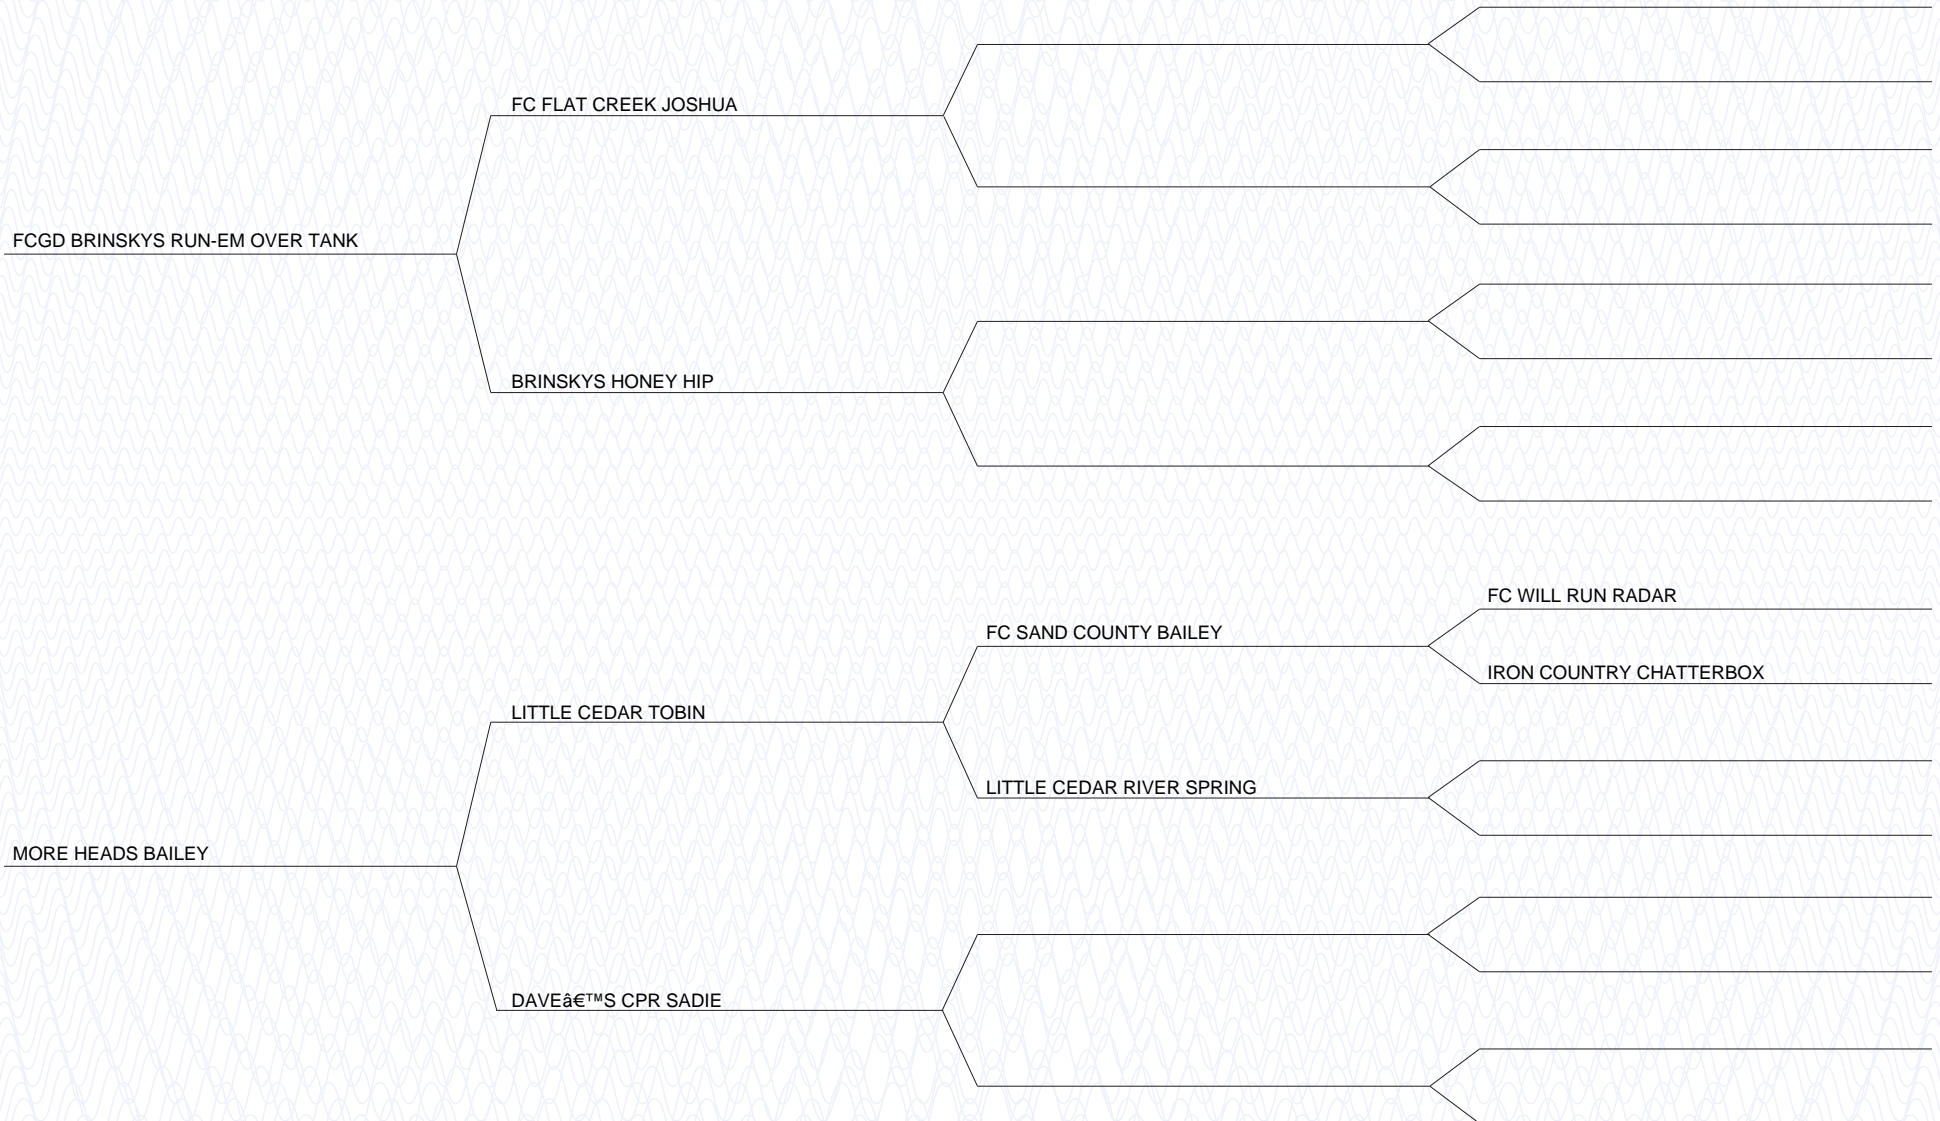 FC FLAT CREEK JOSHUA
FCGD BRINSKYS RUN-EM OVER TANK
BRINSKYS HONEY HIP
FC WILL RUN RADAR
FC SAND COUNTY BAILEY
IRON COUNTRY CHATTERBOX
LITTLE CEDAR TOBIN
LITTLE CEDAR RIVER SPRING
MORE HEADS BAILEY
DAVEâ€™S CPR SADIE